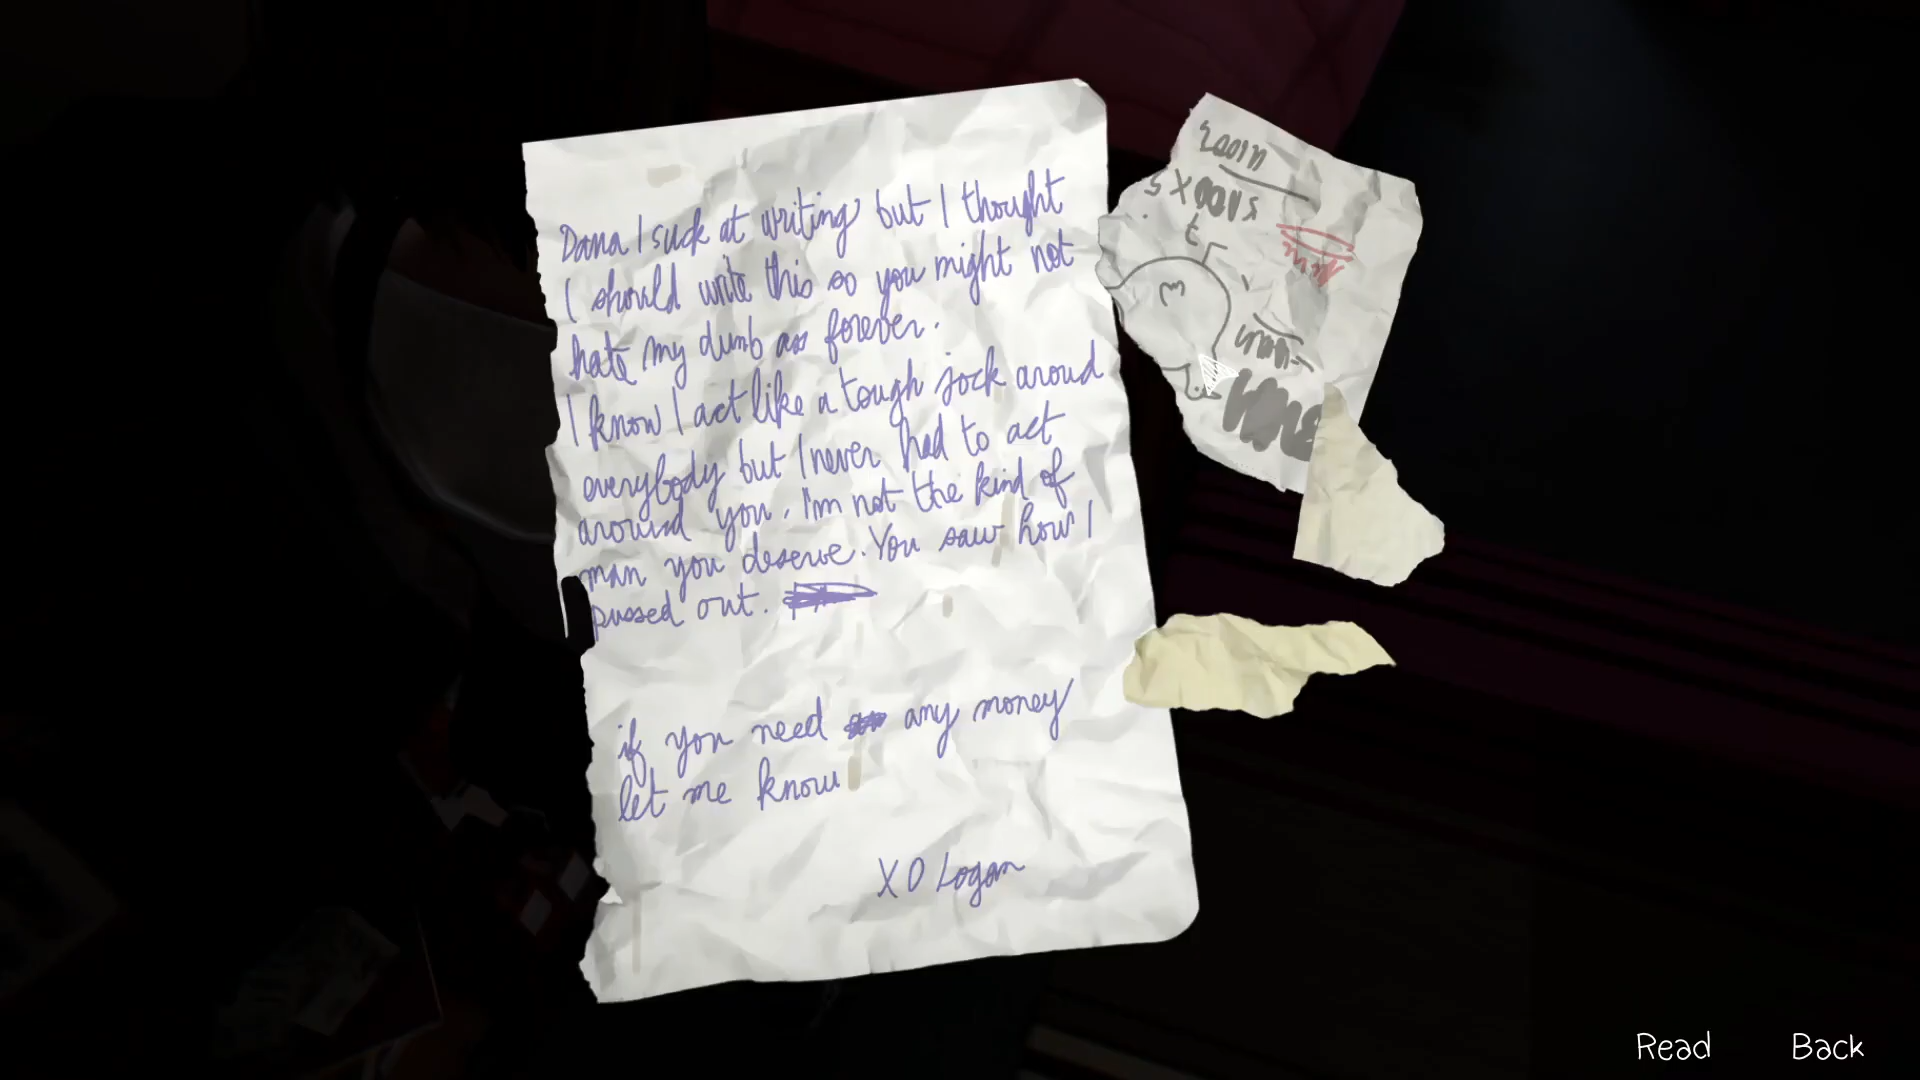 Dana I suck at writing but I thought
I should write this so you might not
hate my dumb ass forever.
I know I act like a tough jock aroud
everybody but I never had to act
around you. I'm not the kind of
man you deserve. You saw how I
pussed out.
if you need any money
let me know
XO Logan
Read Back